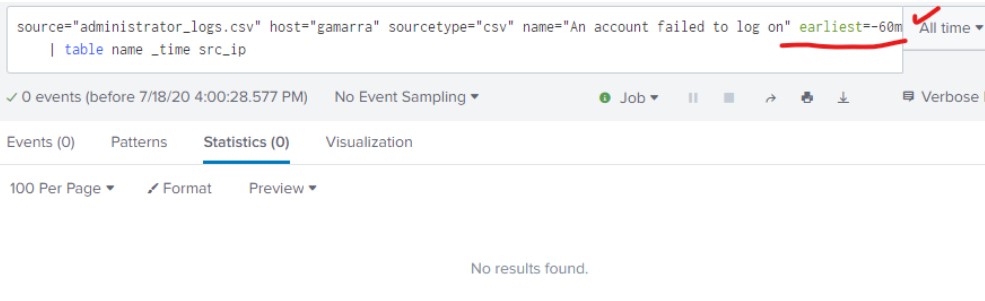 source="administrator_logs.csv" host="gamarra" sourcetype="csv" name="An account failed to log on" earliest=-60m
All time
| table name _time src_ip
0 events (before 7/18/20 4:00:28.577 PM) No Event Sampling Job Verbose
Events (0) Patterns Statistics (0) Visualization
100 Per Page Format Preview
No results found.